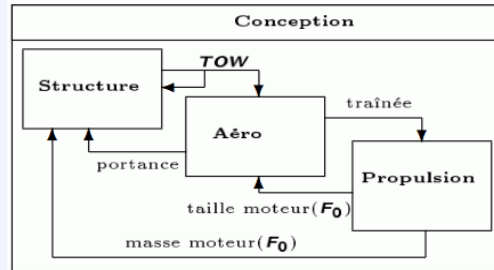 Conception
TOW
Structure
traînée
Aéro
portance
Propulsion
taille moteur(F₀)
masse moteur(F₀)